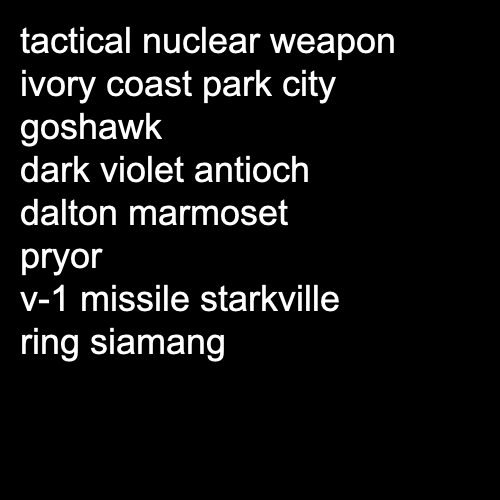 tactical nuclear weapon
ivory coast park city
goshawk
dark violet antioch
dalton marmoset
pryor
v-1 missile starkville
ring siamang